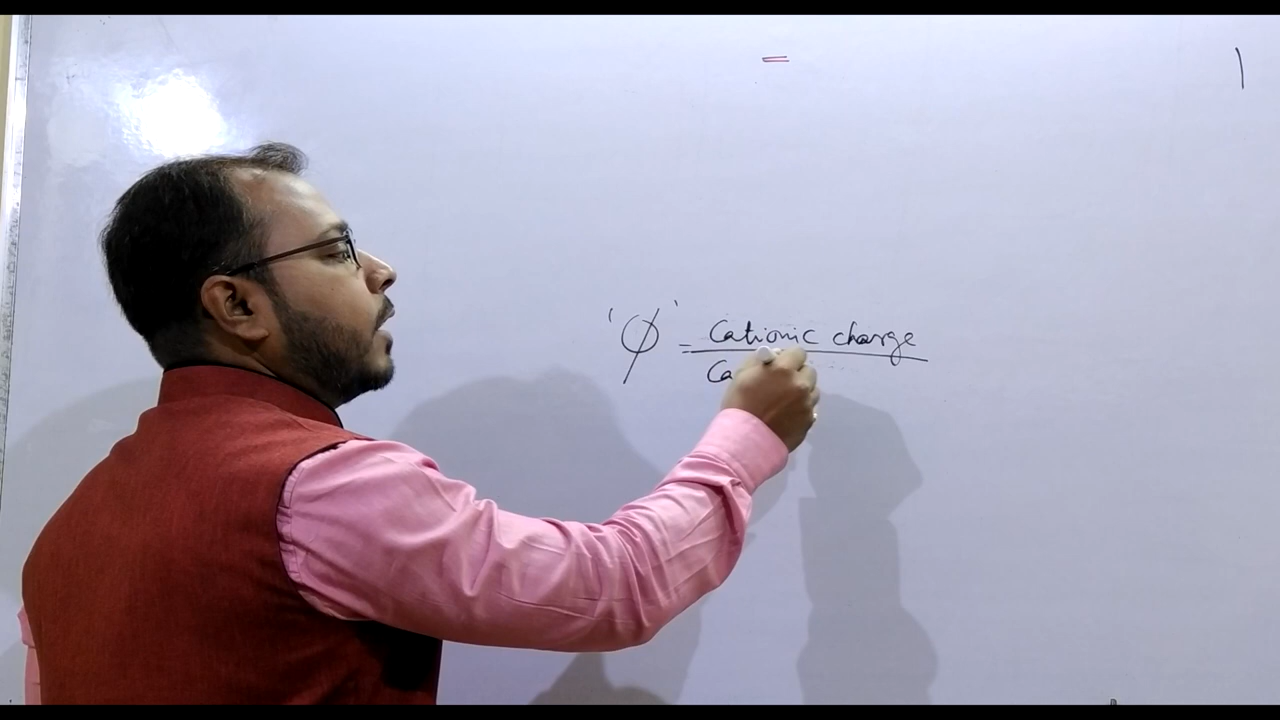 'φ' = Cationic charge
Ca